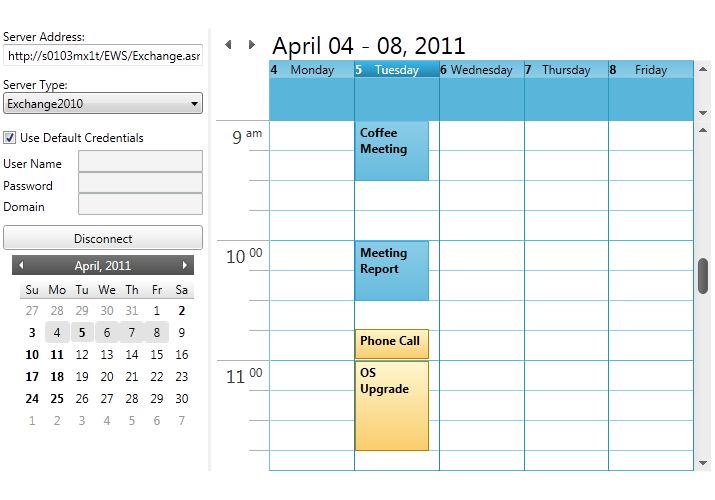 Server Address:
http://s0103mx1t/EWS/Exchange.asm
Server Type:
Exchange2010
Use Default Credentials
User Name
Password
Domain
Disconnect
April, 2011
Su Mo Tu We Th Fr Sa
27 28 29 30 31 1 2
3 4 5 6 7 8 9
10 11 12 13 14 15 16
17 18 19 20 21 22 23
24 25 26 27 28 29 30
1 2 3 4 5 6 7
April 04 - 08, 2011
4 Monday 5 Tuesday 6 Wednesday 7 Thursday 8 Friday
9 am
Coffee
Meeting
10 00
Meeting
Report
Phone Call
11 00
OS
Upgrade